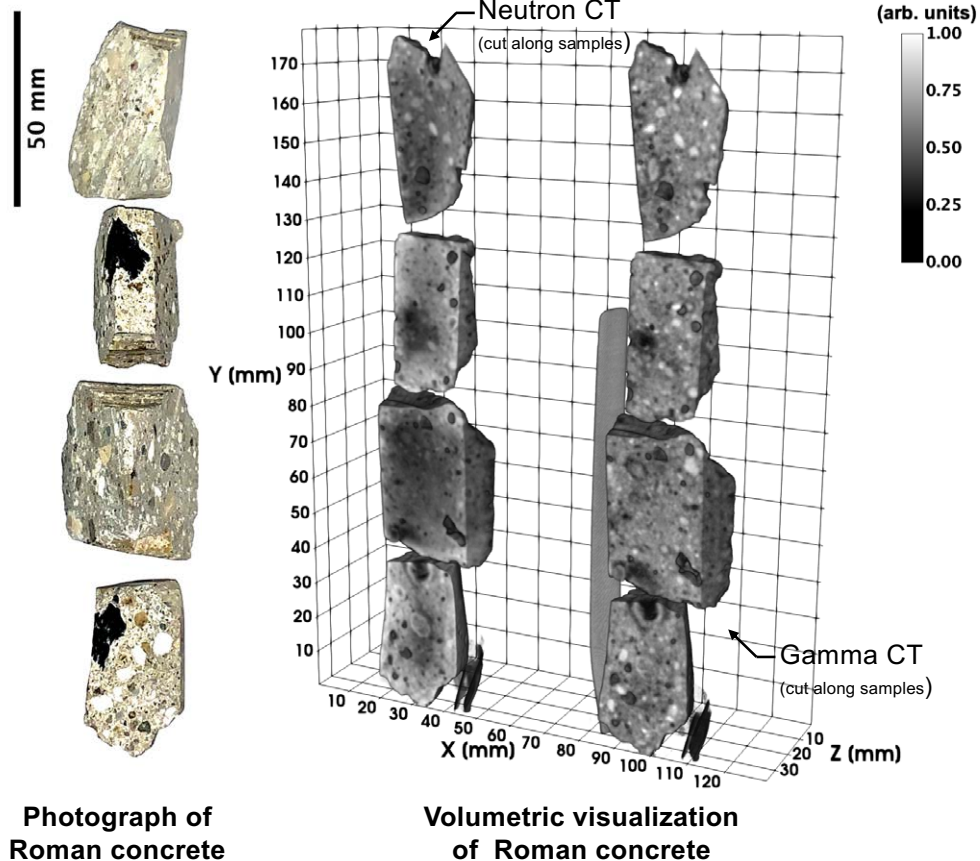 50 mm
Neutron CT
(cut along samples)
(arb. units)
1.00
0.75
0.50
0.25
0.00
170
160
150
140
130
120
110
100
90
80
70
60
50
40
30
20
10
Y (mm)
10 20 30 40 50 60 70 80 90 100 110 120
X (mm)
10
20
30
Z (mm)
Gamma CT
(cut along samples)
Photograph of
Roman concrete
Volumetric visualization
of Roman concrete